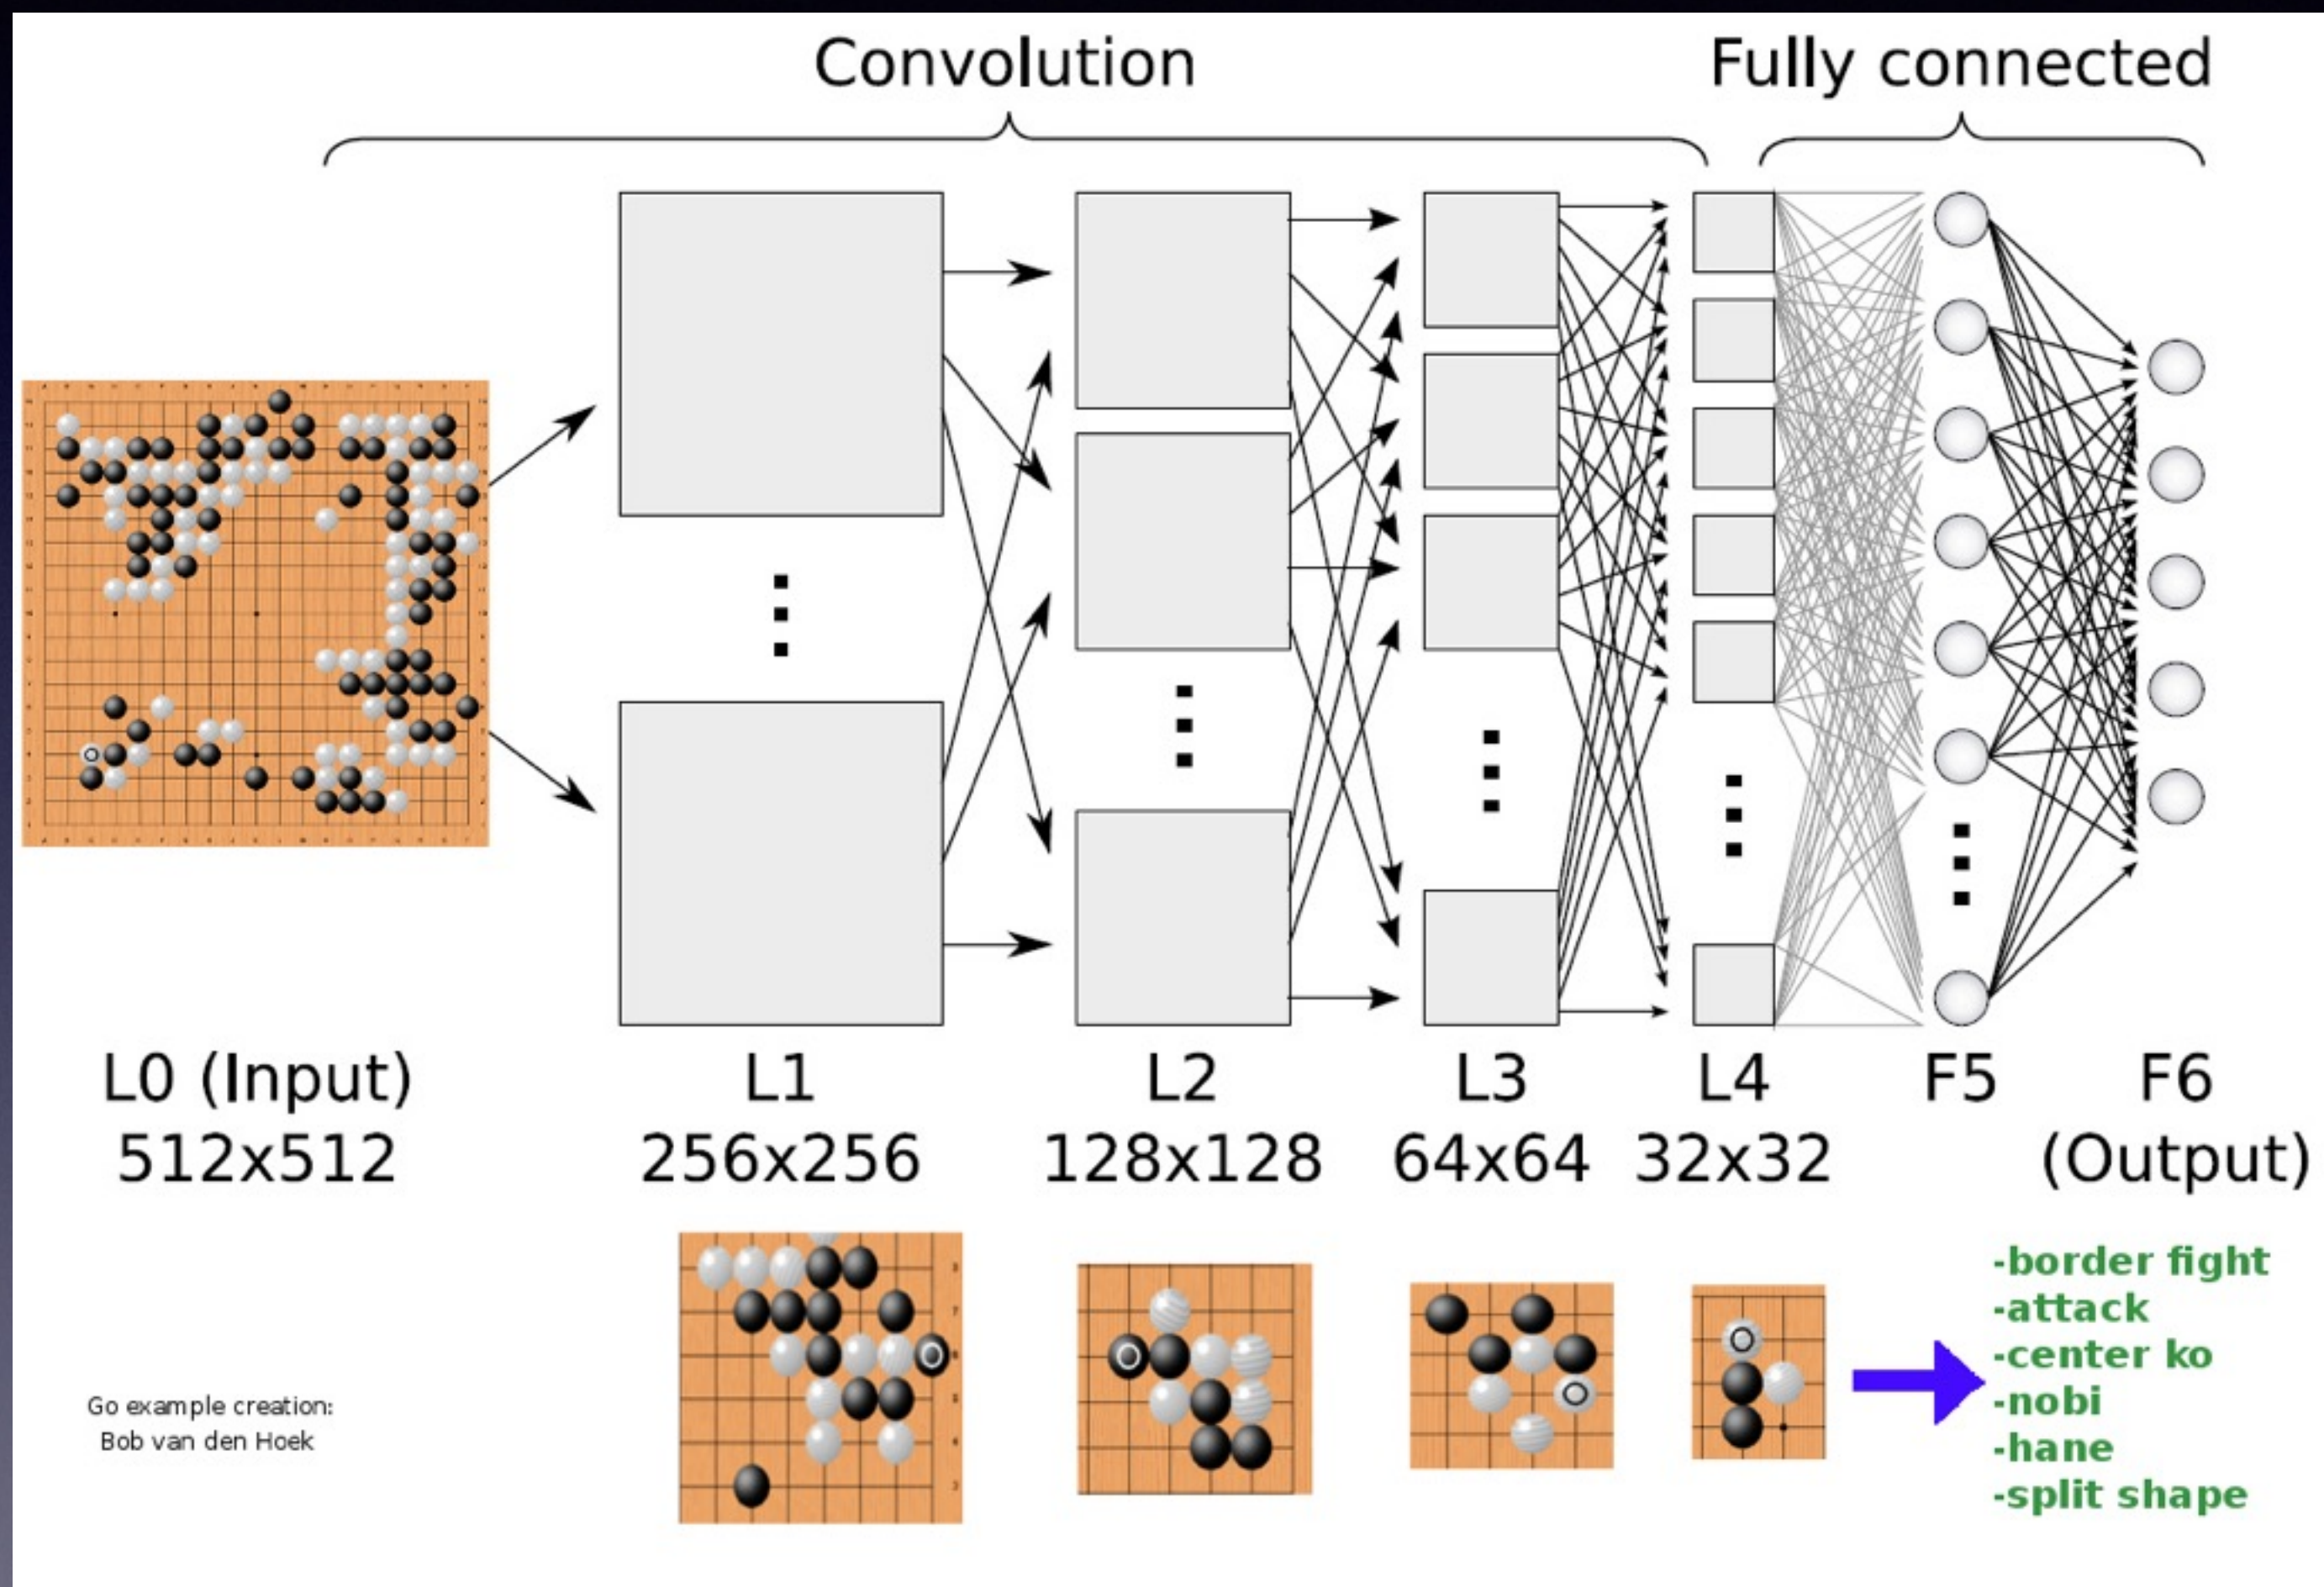 Convolution
Fully connected
L0 (Input)
512x512
L1
256x256
L2
128x128
L3
64x64
L4
32x32
F5
F6
(Output)
Go example creation:
Bob van den Hoek
-border fight
-attack
-center ko
-nobi
-hane
-split shape